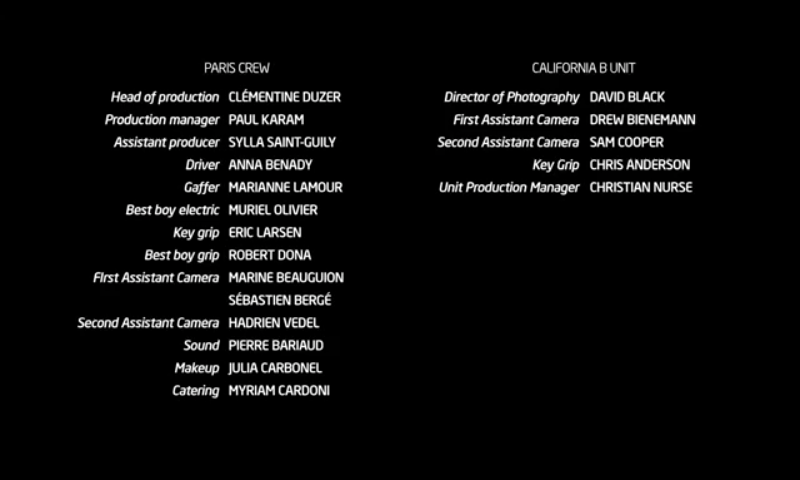 PARIS CREW
Head of production CLÉMENTINE DUZER
Production manager PAUL KARAM
Assistant producer SYLLA SAINT-GUILY
Driver ANNA BENADY
Gaffer MARIANNE LAMOUR
Best boy electric MURIEL OLIVIER
Key grip ERIC LARSEN
Best boy grip ROBERT DONA
FIrst Assistant Camera MARINE BEAUGUION
SÉBASTIEN BERGÉ
Second Assistant Camera HADRIEN VEDEL
Sound PIERRE BARIAUD
Makeup JULIA CARBONEL
Catering MYRIAM CARDONI
CALIFORNIA B UNIT
Director of Photography DAVID BLACK
First Assistant Camera DREW BIENEMANN
Second Assistant Camera SAM COOPER
Key Grip CHRIS ANDERSON
Unit Production Manager CHRISTIAN NURSE